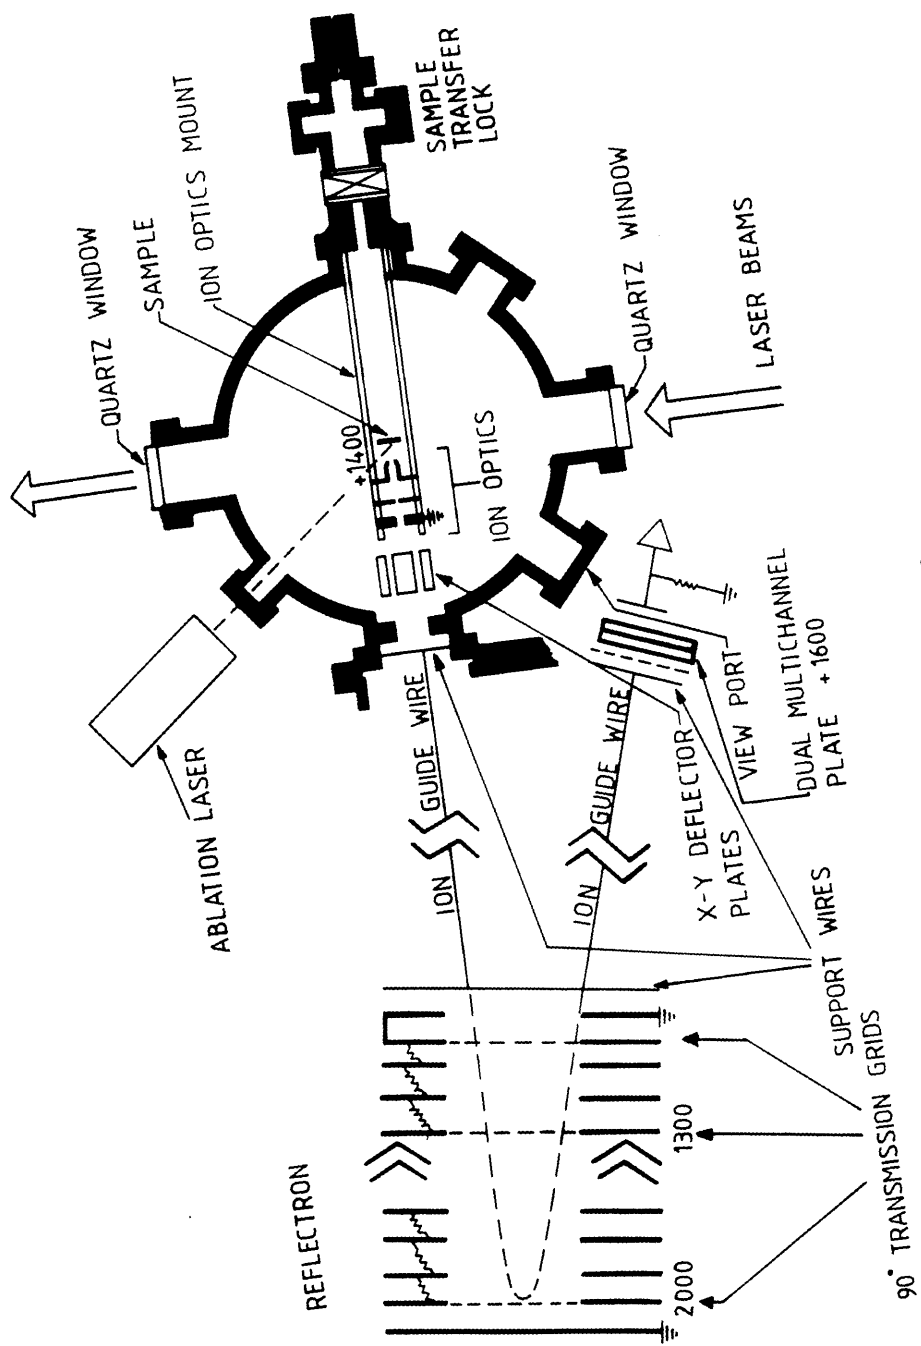 QUARTZ WINDOW
SAMPLE
ION OPTICS MOUNT
SAMPLE
TRANSFER
LOCK
+1400
ION OPTICS
QUARTZ WINDOW
LASER BEAMS
ABLATION LASER
ION
GUIDE WIRE
ION
GUIDE WIRE
X-Y DEFLECTOR
PLATES
VIEW PORT
DUAL MULTICHANNEL
PLATE +1600
REFLECTRON
2000
1300
SUPPORT WIRES
90° TRANSMISSION GRIDS